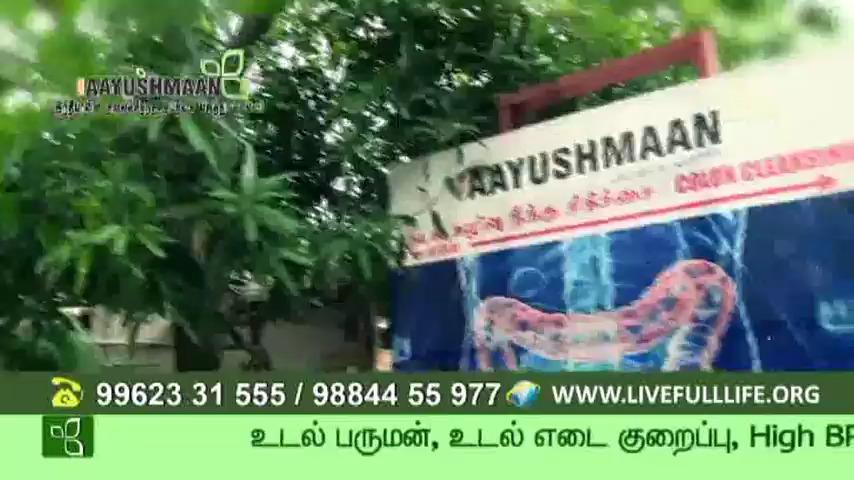 AAYUSHMAAN
AAYUSHMAAN
COLON CLEANSING
99623 31 555 / 98844 55 977 WWW.LIVEFULLLIFE.ORG
உடல் பருமன், உடல் எடை குறைப்பு, High BP